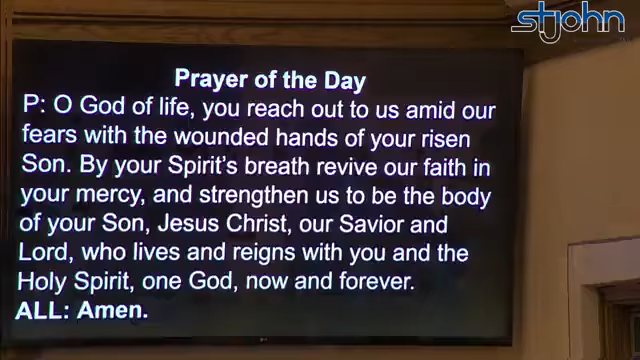 stjohn
Prayer of the Day
P: O God of life, you reach out to us amid our
fears with the wounded hands of your risen
Son. By your Spirit's breath revive our faith in
your mercy, and strengthen us to be the body
of your Son, Jesus Christ, our Savior and
Lord, who lives and reigns with you and the
Holy Spirit, one God, now and forever.
ALL: Amen.